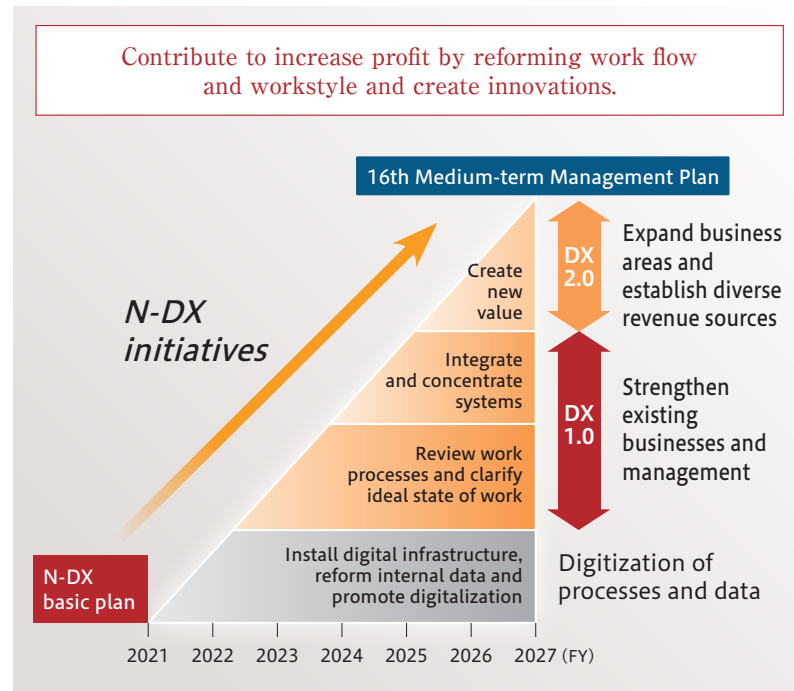 Contribute to increase profit by reforming work flow
and workstyle and create innovations.
16th Medium-term Management Plan
N-DX
initiatives
Create
new
value
DX
2.0
Expand business
areas and
establish diverse
revenue sources
Integrate
and concentrate
systems
DX
1.0
Strengthen
existing
businesses and
management
Review work
processes and clarify
ideal state of work
N-DX
basic plan
Install digital infrastructure,
reform internal data and
promote digitalization
Digitization of
processes and data
2021 2022 2023 2024 2025 2026 2027 (FY)